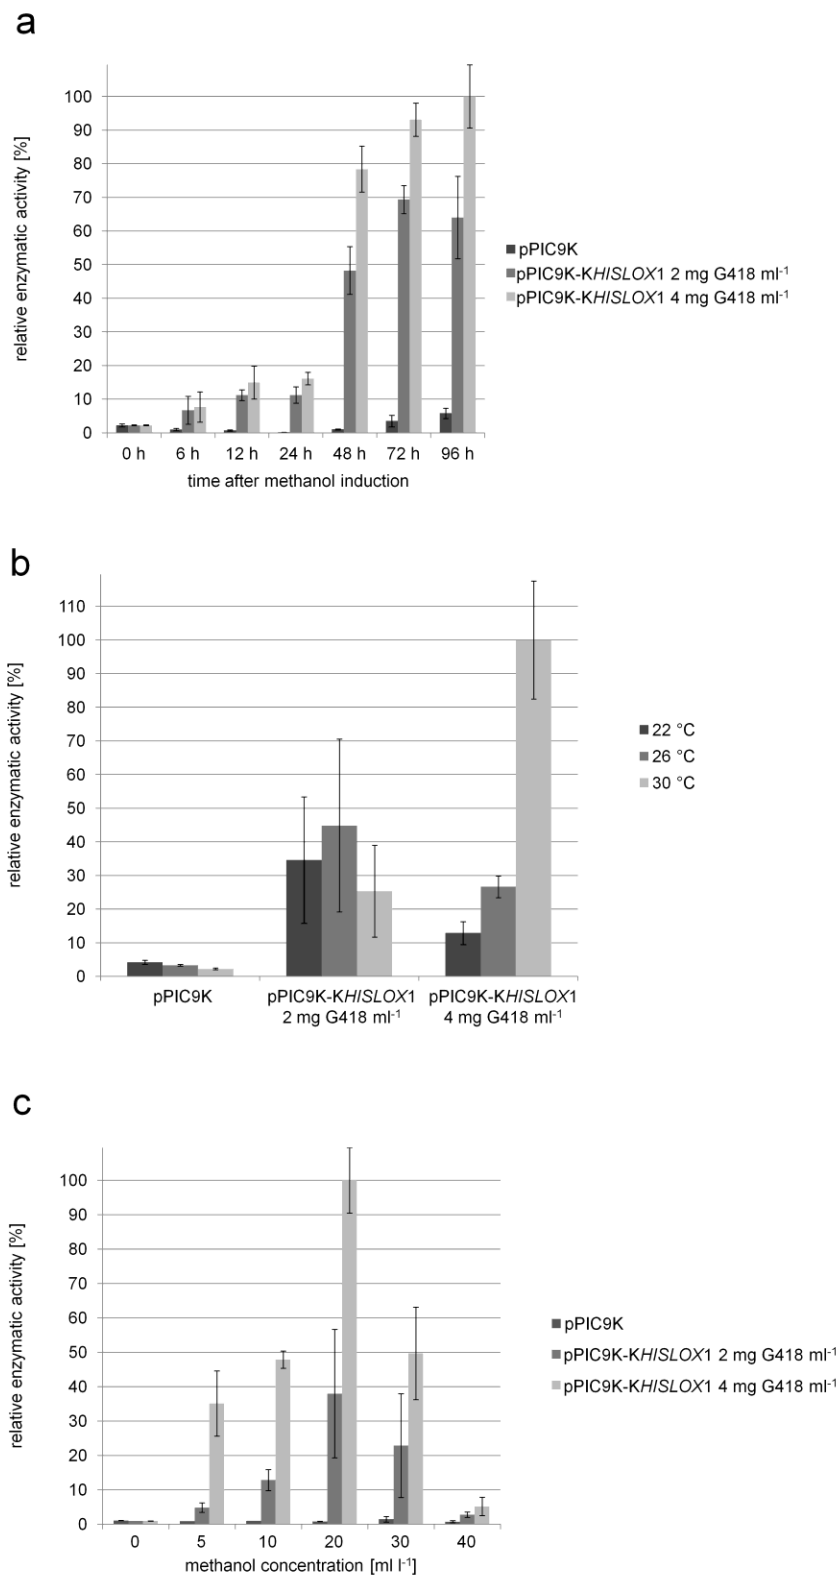 a
relative enzymatic activity [%]
100
90
80
70
60
50
40
30
20
10
0
0 h 6 h 12 h 24 h 48 h 72 h 96 h
time after methanol induction
pPIC9K
pPIC9K-KHISLOX1 2 mg G418 ml⁻¹
pPIC9K-KHISLOX1 4 mg G418 ml⁻¹
b
relative enzymatic activity [%]
110
100
90
80
70
60
50
40
30
20
10
0
pPIC9K pPIC9K-KHISLOX1 pPIC9K-KHISLOX1
2 mg G418 ml⁻¹ 4 mg G418 ml⁻¹
22 °C
26 °C
30 °C
c
relative enzymatic activity [%]
100
90
80
70
60
50
40
30
20
10
0
0 5 10 20 30 40
methanol concentration [ml l⁻¹]
pPIC9K
pPIC9K-KHISLOX1 2 mg G418 ml⁻¹
pPIC9K-KHISLOX1 4 mg G418 ml⁻¹